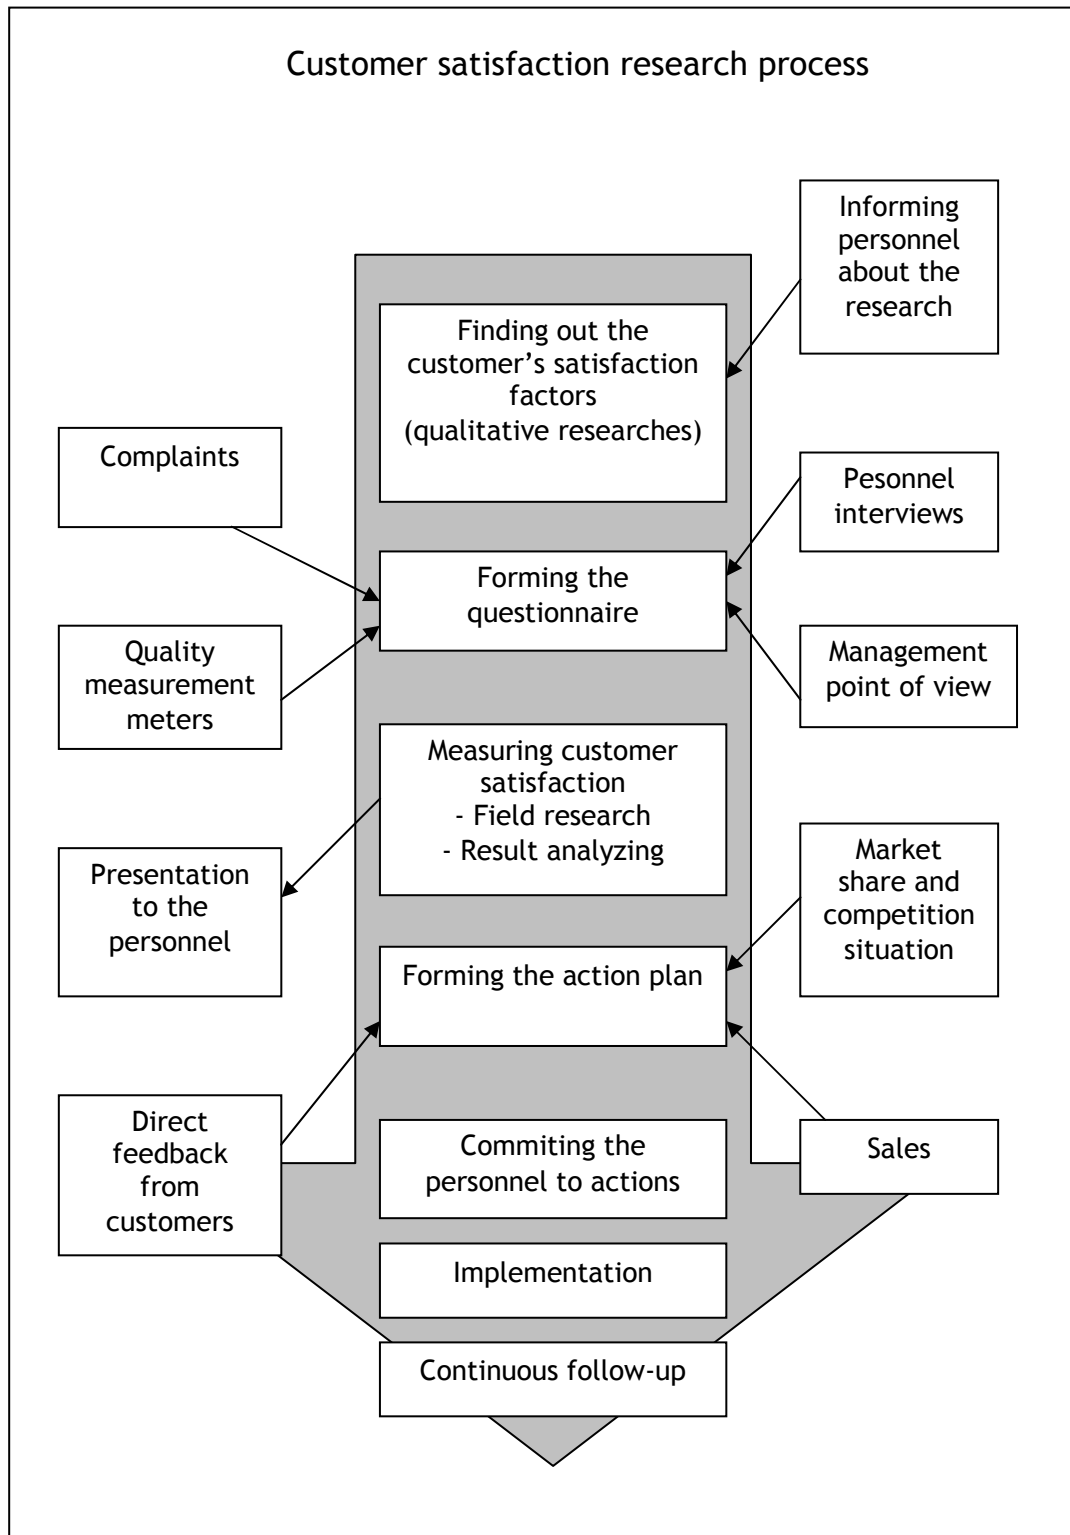 Customer satisfaction research process
Informing
personnel
about the
research
Finding out the
customer’s satisfaction
factors
(qualitative researches)
Complaints
Pesonnel
interviews
Forming the
questionnaire
Quality
measurement
meters
Management
point of view
Measuring customer
satisfaction
- Field research
- Result analyzing
Presentation
to the
personnel
Market
share and
competition
situation
Forming the action plan
Direct
feedback
from
customers
Commiting the
personnel to actions
Sales
Implementation
Continuous follow-up